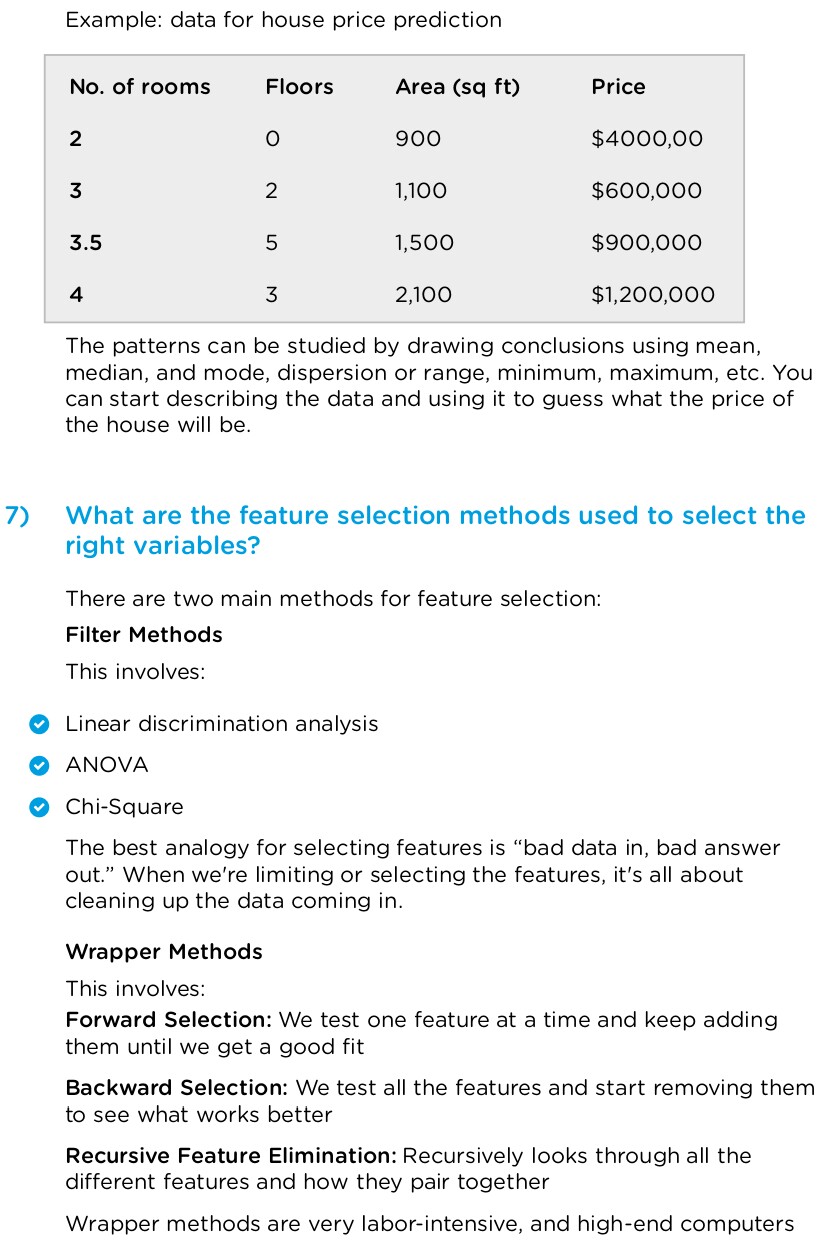 Example: data for house price prediction
No. of rooms Floors Area (sq ft) Price
2 0 900 $4000,00
3 2 1,100 $600,000
3.5 5 1,500 $900,000
4 3 2,100 $1,200,000
The patterns can be studied by drawing conclusions using mean,
median, and mode, dispersion or range, minimum, maximum, etc. You
can start describing the data and using it to guess what the price of
the house will be.
7) What are the feature selection methods used to select the
right variables?
There are two main methods for feature selection:
Filter Methods
This involves:
Linear discrimination analysis
ANOVA
Chi-Square
The best analogy for selecting features is “bad data in, bad answer
out.” When we're limiting or selecting the features, it's all about
cleaning up the data coming in.
Wrapper Methods
This involves:
Forward Selection: We test one feature at a time and keep adding
them until we get a good fit
Backward Selection: We test all the features and start removing them
to see what works better
Recursive Feature Elimination: Recursively looks through all the
different features and how they pair together
Wrapper methods are very labor-intensive, and high-end computers